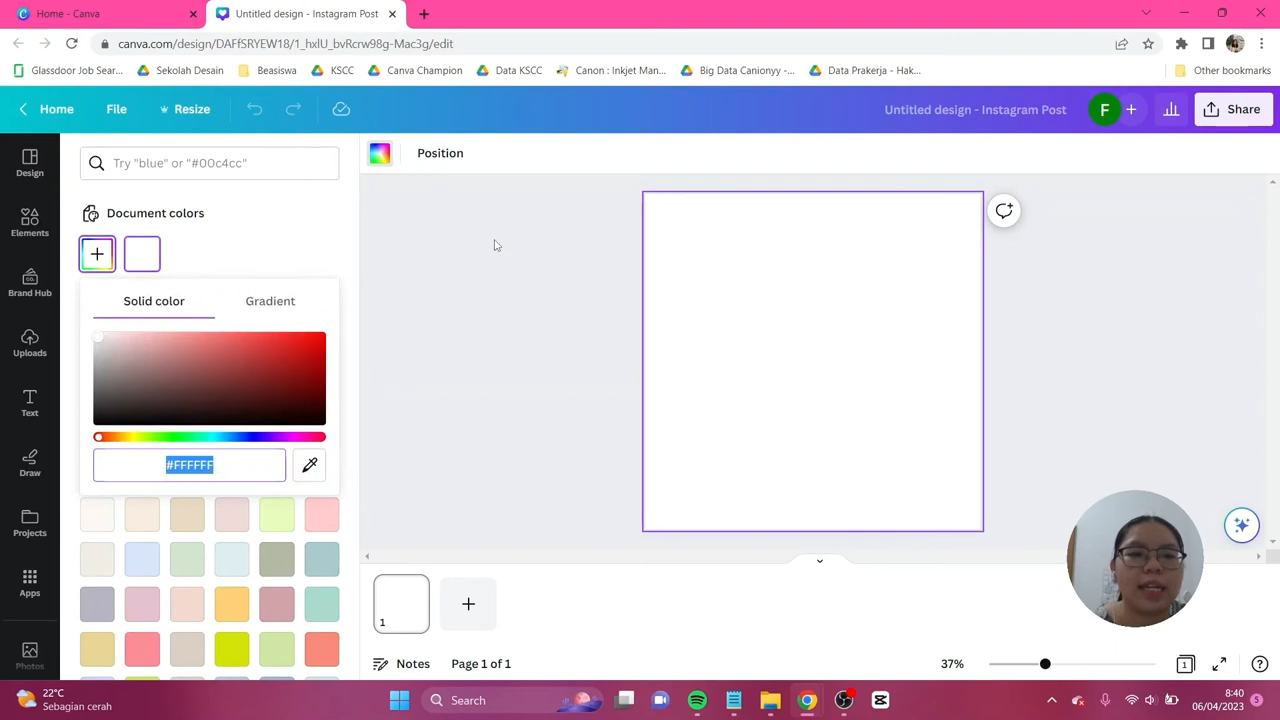 Home - Canva
Untitled design - Instagram Post
canva.com/design/DAFfSRYEW18/1_hxlU_bvRcrw98g-Mac3g/edit
Glassdoor Job Sear...
Sekolah Desain
Beasiswa
KSCC
Canva Champion
Data KSCC
Canon : Inkjet Man...
Big Data Canionyy -...
Data Prakerja - Hak...
Other bookmarks
Home
File
Resize
Untitled design - Instagram Post
F
Share
Design
Elements
Brand Hub
Uploads
Text
Draw
Projects
Apps
Photos
Try "blue" or "#00c4cc"
Document colors
Solid color
Gradient
#FFFFFF
Position
1
Notes
Page 1 of 1
37%
1
22°C
Sebagian cerah
Search
8:40
06/04/2023
5